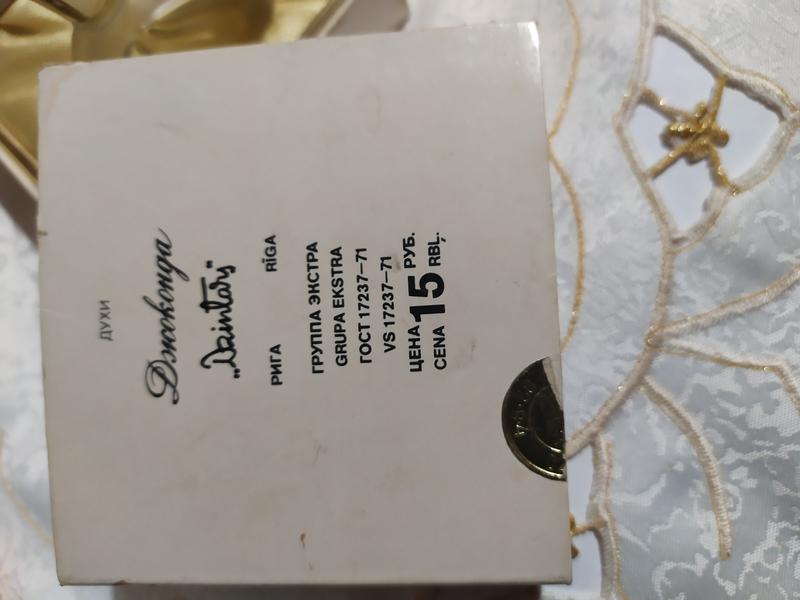 ДУХИ
Джоконда
„Dzintars"
РИГА RĪGA
ГРУППА ЭКСТРА
GRUPA EKSTRA
ГОСТ 17237—71
VS 17237—71
ЦЕНА 15 РУБ.
CENA RBĻ.